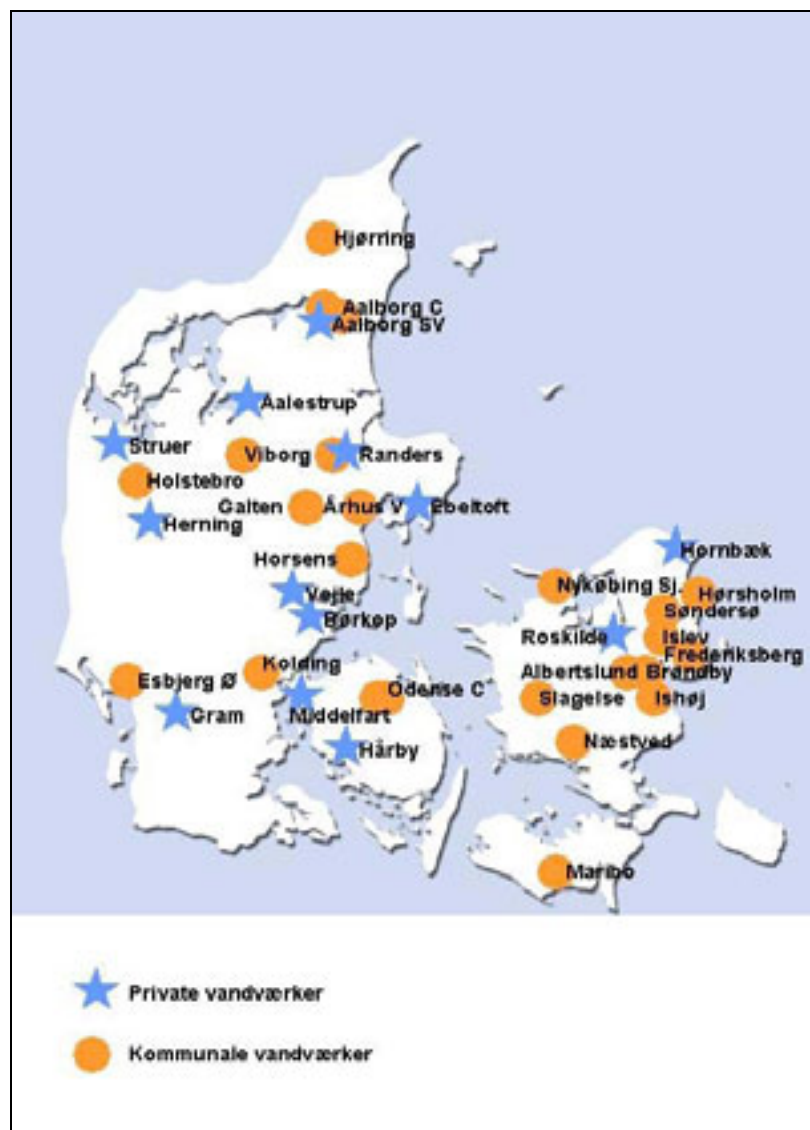 Hjørring
Aalborg C
Aalborg SV
Aalestrup
Struer
Viborg
Randers
Holstebro
Galten
Århus V
Ebeltoft
Herning
Horsens
Hørnbæk
Vejle
Nykøbing Sj.
Hørsholm
Søndersø
Børkop
Roskilde
Islev
Frederiksberg
Kolding
Albertslund
Brøndby
Esbjerg Ø
Odense C
Slagelse
Ishøj
Gram
Middelfart
Hårby
Næstved
Maribo
Private vandværker
Kommunale vandværker